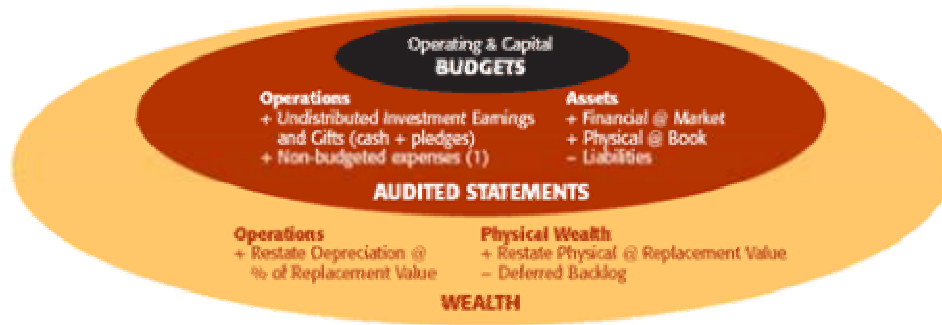 Operating & Capital
BUDGETS
Operations
+ Undistributed Investment Earnings
and Gifts (cash + pledges)
+ Non-budgeted expenses (1)
Assets
+ Financial @ Market
+ Physical @ Book
– Liabilities
AUDITED STATEMENTS
Operations
+ Restate Depreciation @
% of Replacement Value
Physical Wealth
+ Restate Physical @ Replacement Value
– Deferred Backlog
WEALTH